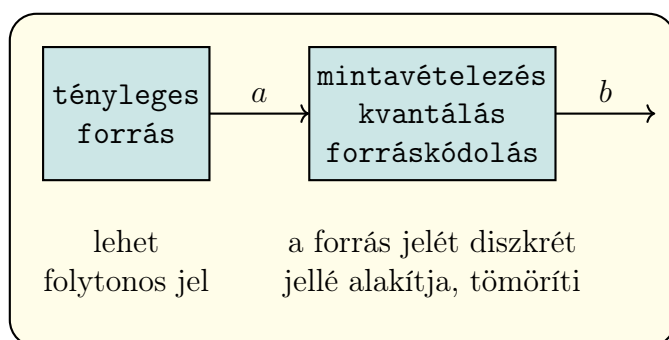 tényleges
forrás
a
mintavételezés
kvantálás
forráskódolás
b
lehet
folytonos jel
a forrás jelét diszkrét
jellé alakítja, tömöríti